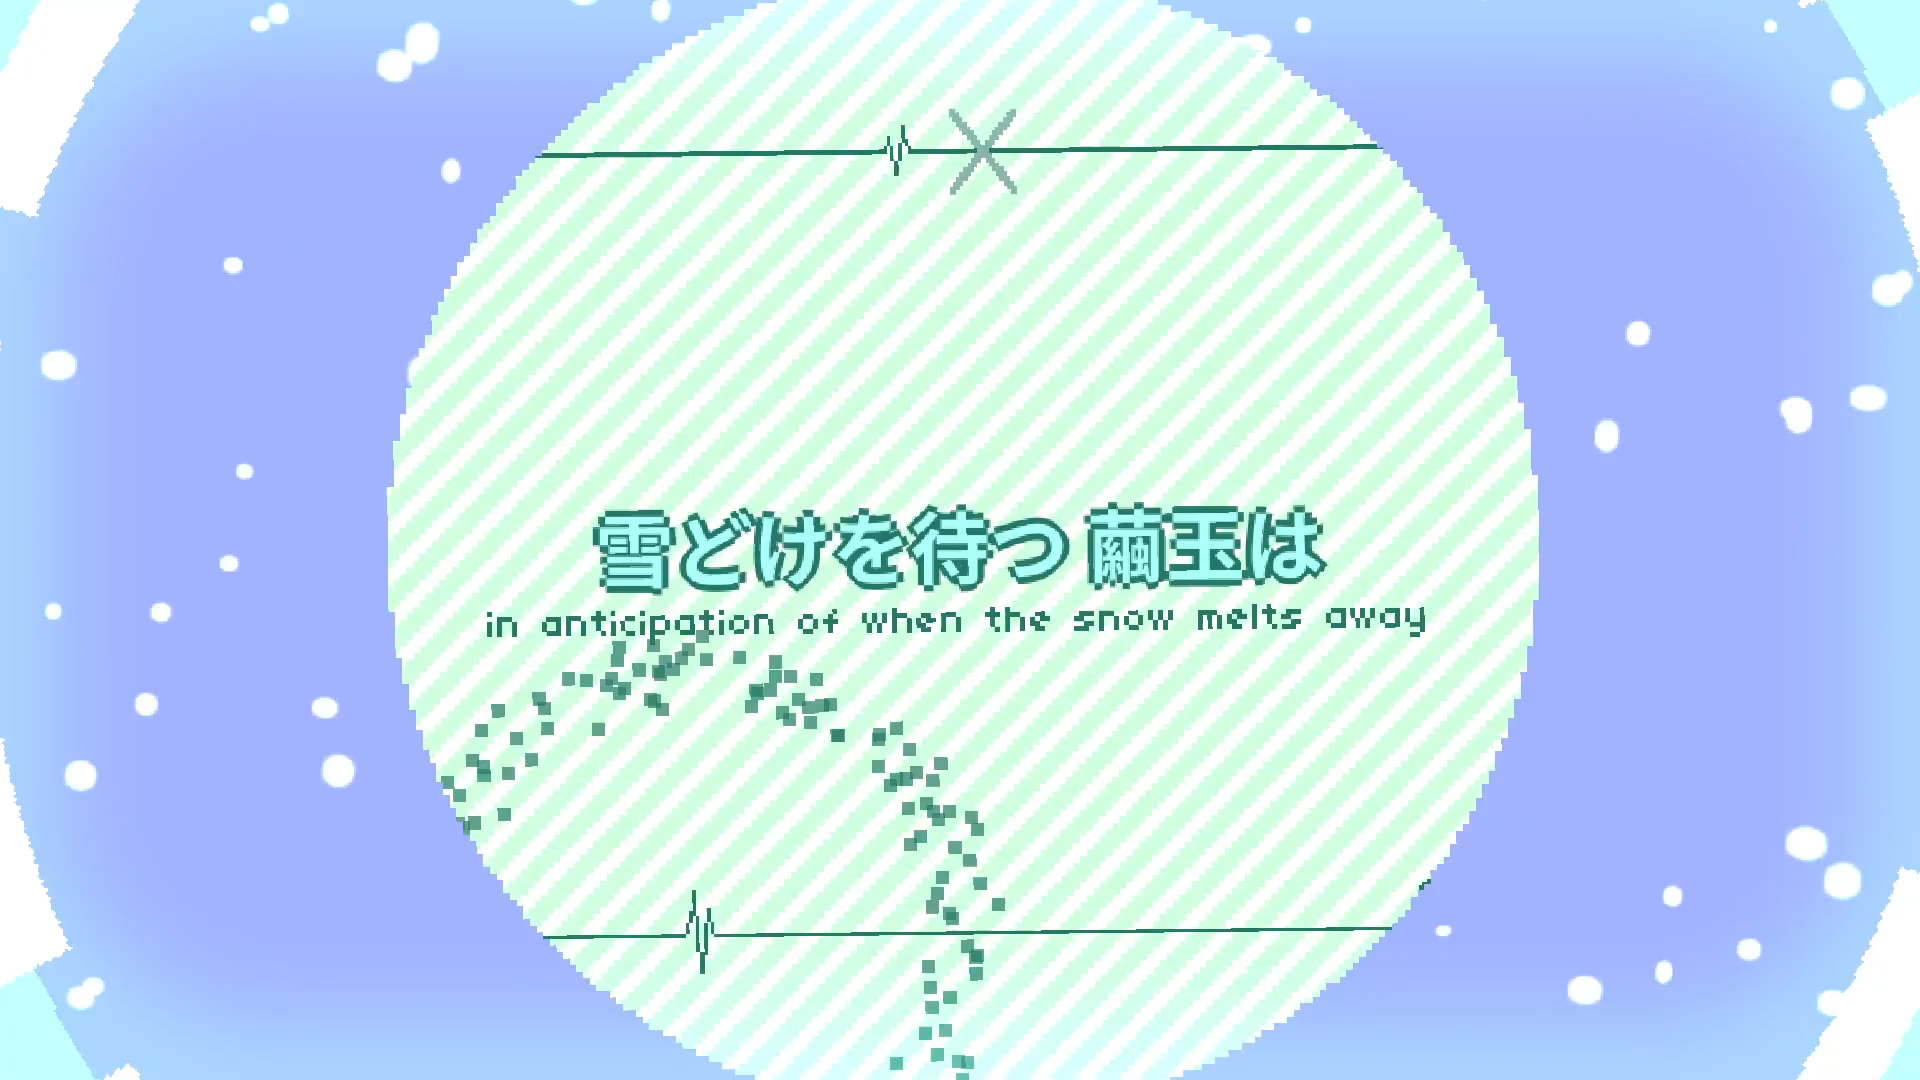 雪どけを待つ 繭玉は
in anticipation of when the snow melts away